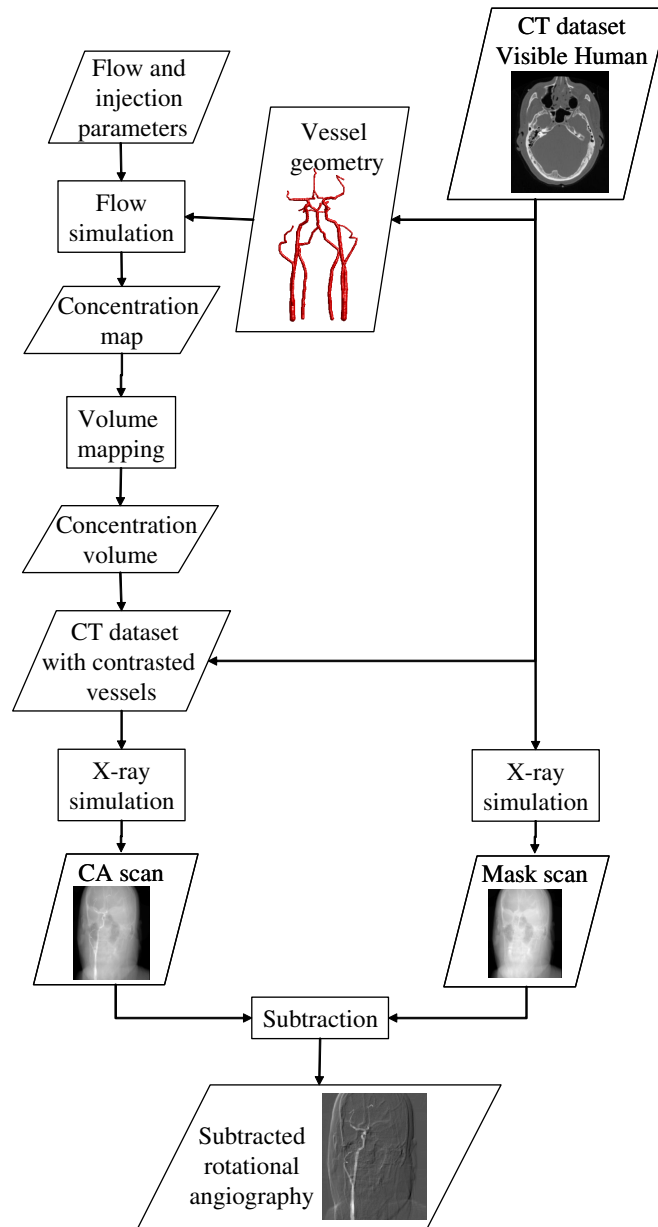 CT dataset
Visible Human
Flow and
injection
parameters
Vessel
geometry
Flow
simulation
Concentration
map
Volume
mapping
Concentration
volume
CT dataset
with contrasted
vessels
X-ray
simulation
X-ray
simulation
CA scan
Mask scan
Subtraction
Subtracted
rotational
angiography